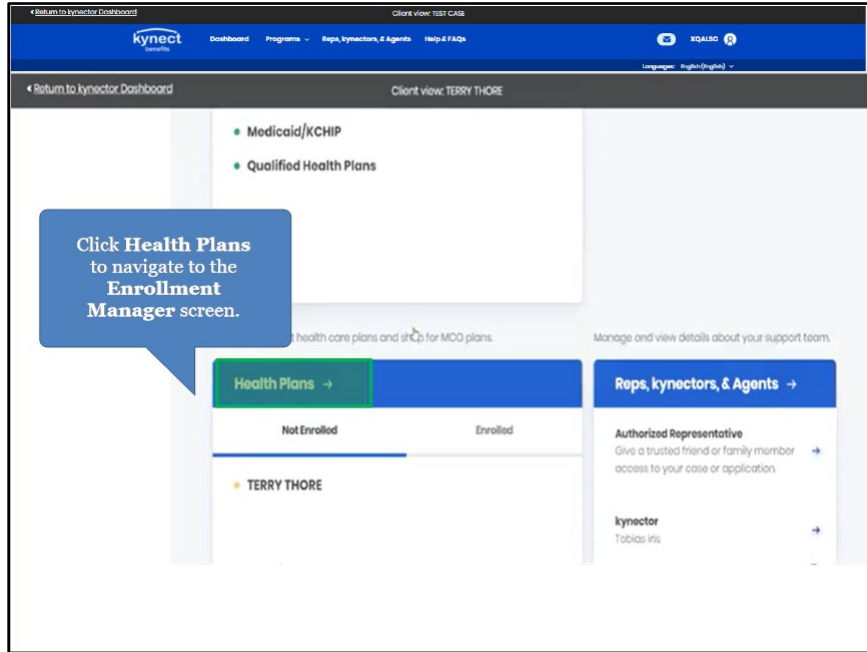 Return to kynector Dashboard
Client view: TEST CASE
kynect benefits
Dashboard Programs Reps, kynectors, & Agents Help & FAQs
XQALSC
Languages: English (English)
Return to kynector Dashboard
Client view: TERRY THORE
Medicaid/KCHIP
Qualified Health Plans
Click Health Plans
to navigate to the
Enrollment
Manager screen.
health care plans and shop for MCO plans.
Manage and view details about your support team.
Health Plans →
Reps, kynectors, & Agents →
Not Enrolled
Enrolled
TERRY THORE
Authorized Representative
Give a trusted friend or family member
access to your case or application.
kynector
Tobias Iris